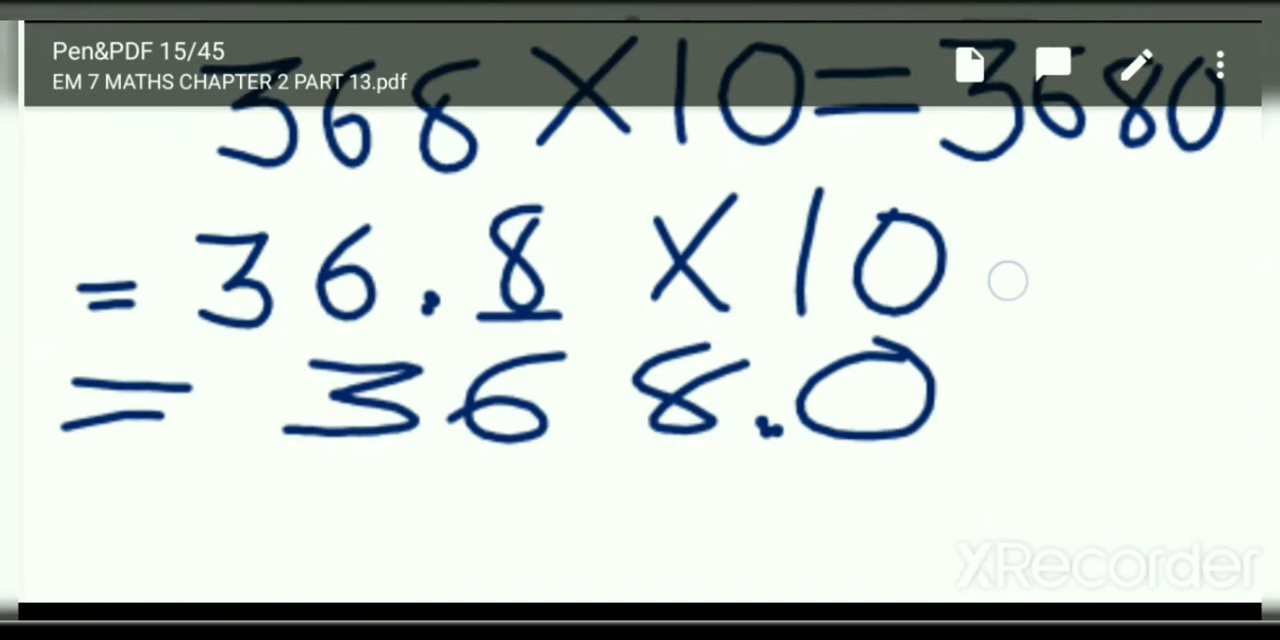 Pen&PDF 15/45
EM 7 MATHS CHAPTER 2 PART 13.pdf
368 × 10 = 3680
= 36.8 × 10
= 368.0
XRecorder